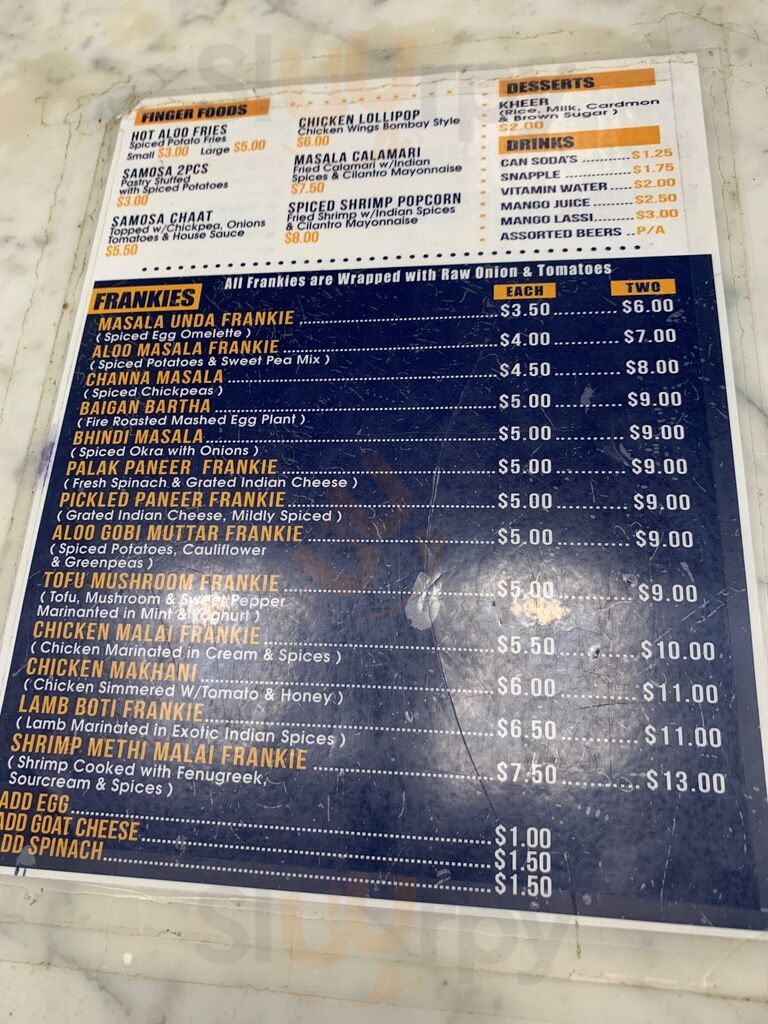 FINGER FOODS
HOT ALOO FRIES
Spiced Potato Fries
Small $3.00 Large $5.00
SAMOSA 2PCS
Pastry Stuffed
with Spiced Potatoes
$3.00
SAMOSA CHAAT
Topped w/Chickpea, Onions
Tomatoes & House Sauce
$5.50
CHICKEN LOLLIPOP
Chicken Wings Bombay Style
$6.00
MASALA CALAMARI
Fried Calamari w/Indian
Spices & Cilantro Mayonnaise
$7.50
SPICED SHRIMP POPCORN
Fried Shrimp w/Indian Spices
& Cilantro Mayonnaise
$8.00
DESSERTS
KHEER
(Rice, Milk, Cardmon
& Brown Sugar )
$2.00
DRINKS
CAN SODA'S ........... $1.25
SNAPPLE ................ $1.75
VITAMIN WATER ...... $2.00
MANGO JUICE ......... $2.50
MANGO LASSI.......... $3.00
ASSORTED BEERS .. P/A
All Frankies are Wrapped with Raw Onion & Tomatoes
FRANKIES EACH TWO
MASALA UNDA FRANKIE ........ $3.50 ........ $6.00
( Spiced Egg Omelette )
ALOO MASALA FRANKIE ........ $4.00 ........ $7.00
( Spiced Potatoes & Sweet Pea Mix )
CHANNA MASALA ........ $4.50 ........ $8.00
( Spiced Chickpeas )
BAIGAN BARTHA ........ $5.00 ........ $9.00
( Fire Roasted Mashed Egg Plant )
BHINDI MASALA ........ $5.00 ........ $9.00
(Spiced Okra with Onions )
PALAK PANEER FRANKIE ........ $5.00 ........ $9.00
( Fresh Spinach & Grated Indian Cheese )
PICKLED PANEER FRANKIE ........ $5.00 ........ $9.00
( Grated Indian Cheese, Mildly Spiced )
ALOO GOBI MUTTAR FRANKIE ........ $5.00 ........ $9.00
( Spiced Potatoes, Cauliflower
& Greenpeas )
TOFU MUSHROOM FRANKIE ........ $5.00 ........ $9.00
( Tofu, Mushroom & Sweet Pepper
Marinanted in Mint & Yoghurt )
CHICKEN MALAI FRANKIE ........ $5.50 ........ $10.00
( Chicken Marinated in Cream & Spices )
CHICKEN MAKHANI ........ $6.00 ........ $11.00
( Chicken Simmered W/Tomato & Honey )
LAMB BOTI FRANKIE ........ $6.50 ........ $11.00
( Lamb Marinated in Exotic Indian Spices )
SHRIMP METHI MALAI FRANKIE ........ $7.50 ........ $13.00
( Shrimp Cooked with Fenugreek,
Sourcream & Spices )
ADD EGG ........ $1.00
ADD GOAT CHEESE ........ $1.50
DD SPINACH ........ $1.50
slurrpy